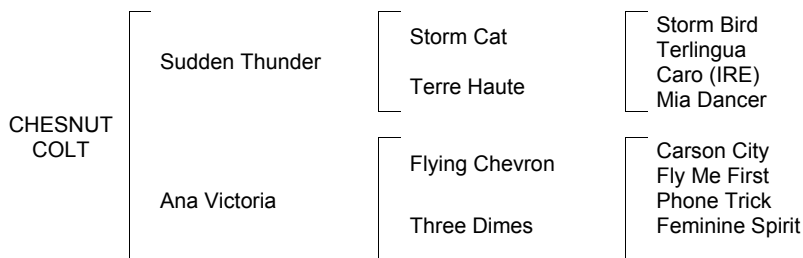 CHESNUT
COLT
Sudden Thunder
Ana Victoria
Storm Cat
Terre Haute
Flying Chevron
Three Dimes
Storm Bird
Terlingua
Caro (IRE)
Mia Dancer
Carson City
Fly Me First
Phone Trick
Feminine Spirit